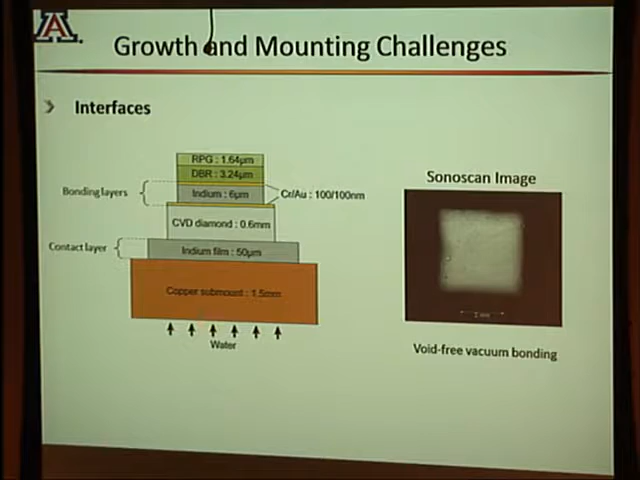 A
Growth and Mounting Challenges
Interfaces
RPG : 1.64µm
DBR : 3.24µm
Bonding layers
Indium : 6µm
Cr/Au : 100/100nm
CVD diamond : 0.6mm
Contact layer
Indium film : 50µm
Copper submount : 1.5mm
Water
Sonoscan Image
Void-free vacuum bonding